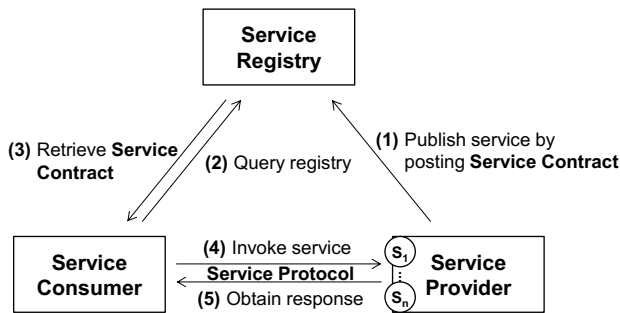 Service
Registry
(3) Retrieve Service
Contract
(2) Query registry
(1) Publish service by
posting Service Contract
Service
Consumer
(4) Invoke service
Service Protocol
(5) Obtain response
S1
⋮
Sn
Service
Provider